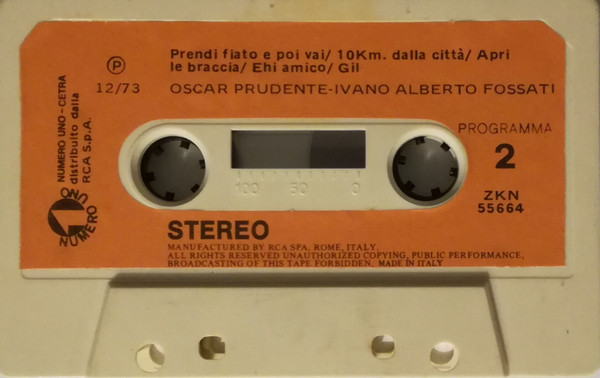 Prendi fiato e poi vai/ 10Km. dalla città/ Apri
le braccia/ Ehi amico/ Gil
P
12/73
OSCAR PRUDENTE-IVANO ALBERTO FOSSATI
NUMERO UNO-CETRA
distribuito dalla
RCA S.p.A.
NUMERO UNO
PROGRAMMA
2
100 50 0
ZKN
55664
STEREO
MANUFACTURED BY RCA SPA, ROME, ITALY.
ALL RIGHTS RESERVED UNAUTHORIZED COPYING, PUBLIC PERFORMANCE,
BROADCASTING OF THIS TAPE FORBIDDEN, MADE IN ITALY